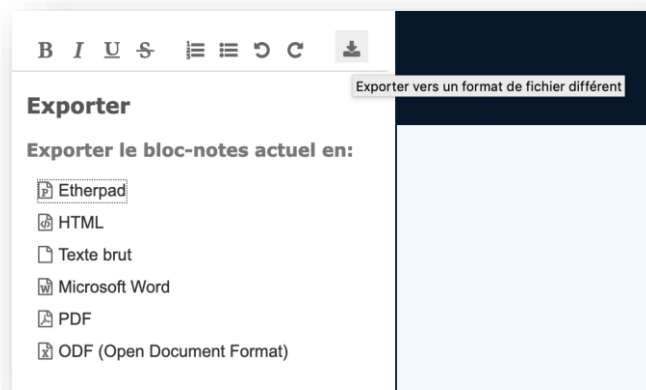 B I U S
Exporter vers un format de fichier différent
Exporter
Exporter le bloc-notes actuel en:
Etherpad
HTML
Texte brut
Microsoft Word
PDF
ODF (Open Document Format)